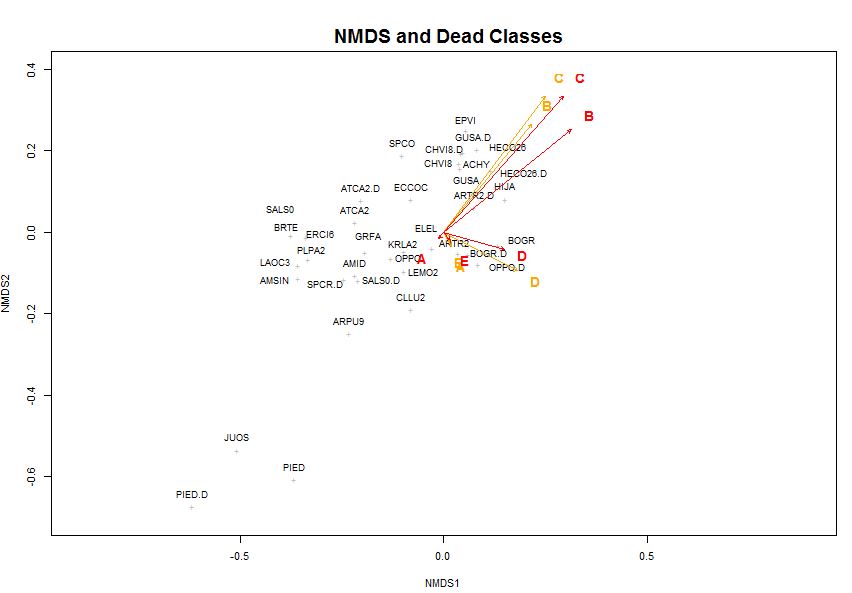 NMDS and Dead Classes
0.4
C C
B
B
EPVI
GUSA.D
SPCO
CHVI8.D
HECO26
CHVI8
ACHY
HECO26.D
GUSA
HIJA
ATCA2.D
ECCOC
ARTR2.D
0.2
SALS0
ATCA2
BRTE
ERCI6
GRFA
ELEL
0.0
KRLA2
ARTR2
BOGR
PLPA2
BOGR.D
D
LAOC3
AMID
OPPO
A
E
E
A
OPPO.D
AMSIN
SPCR.D
SALS0.D
LEMO2
D
CLLU2
-0.2
ARPU9
NMDS2
-0.4
JUOS
PIED
-0.6
PIED.D
-0.5 0.0 0.5
NMDS1